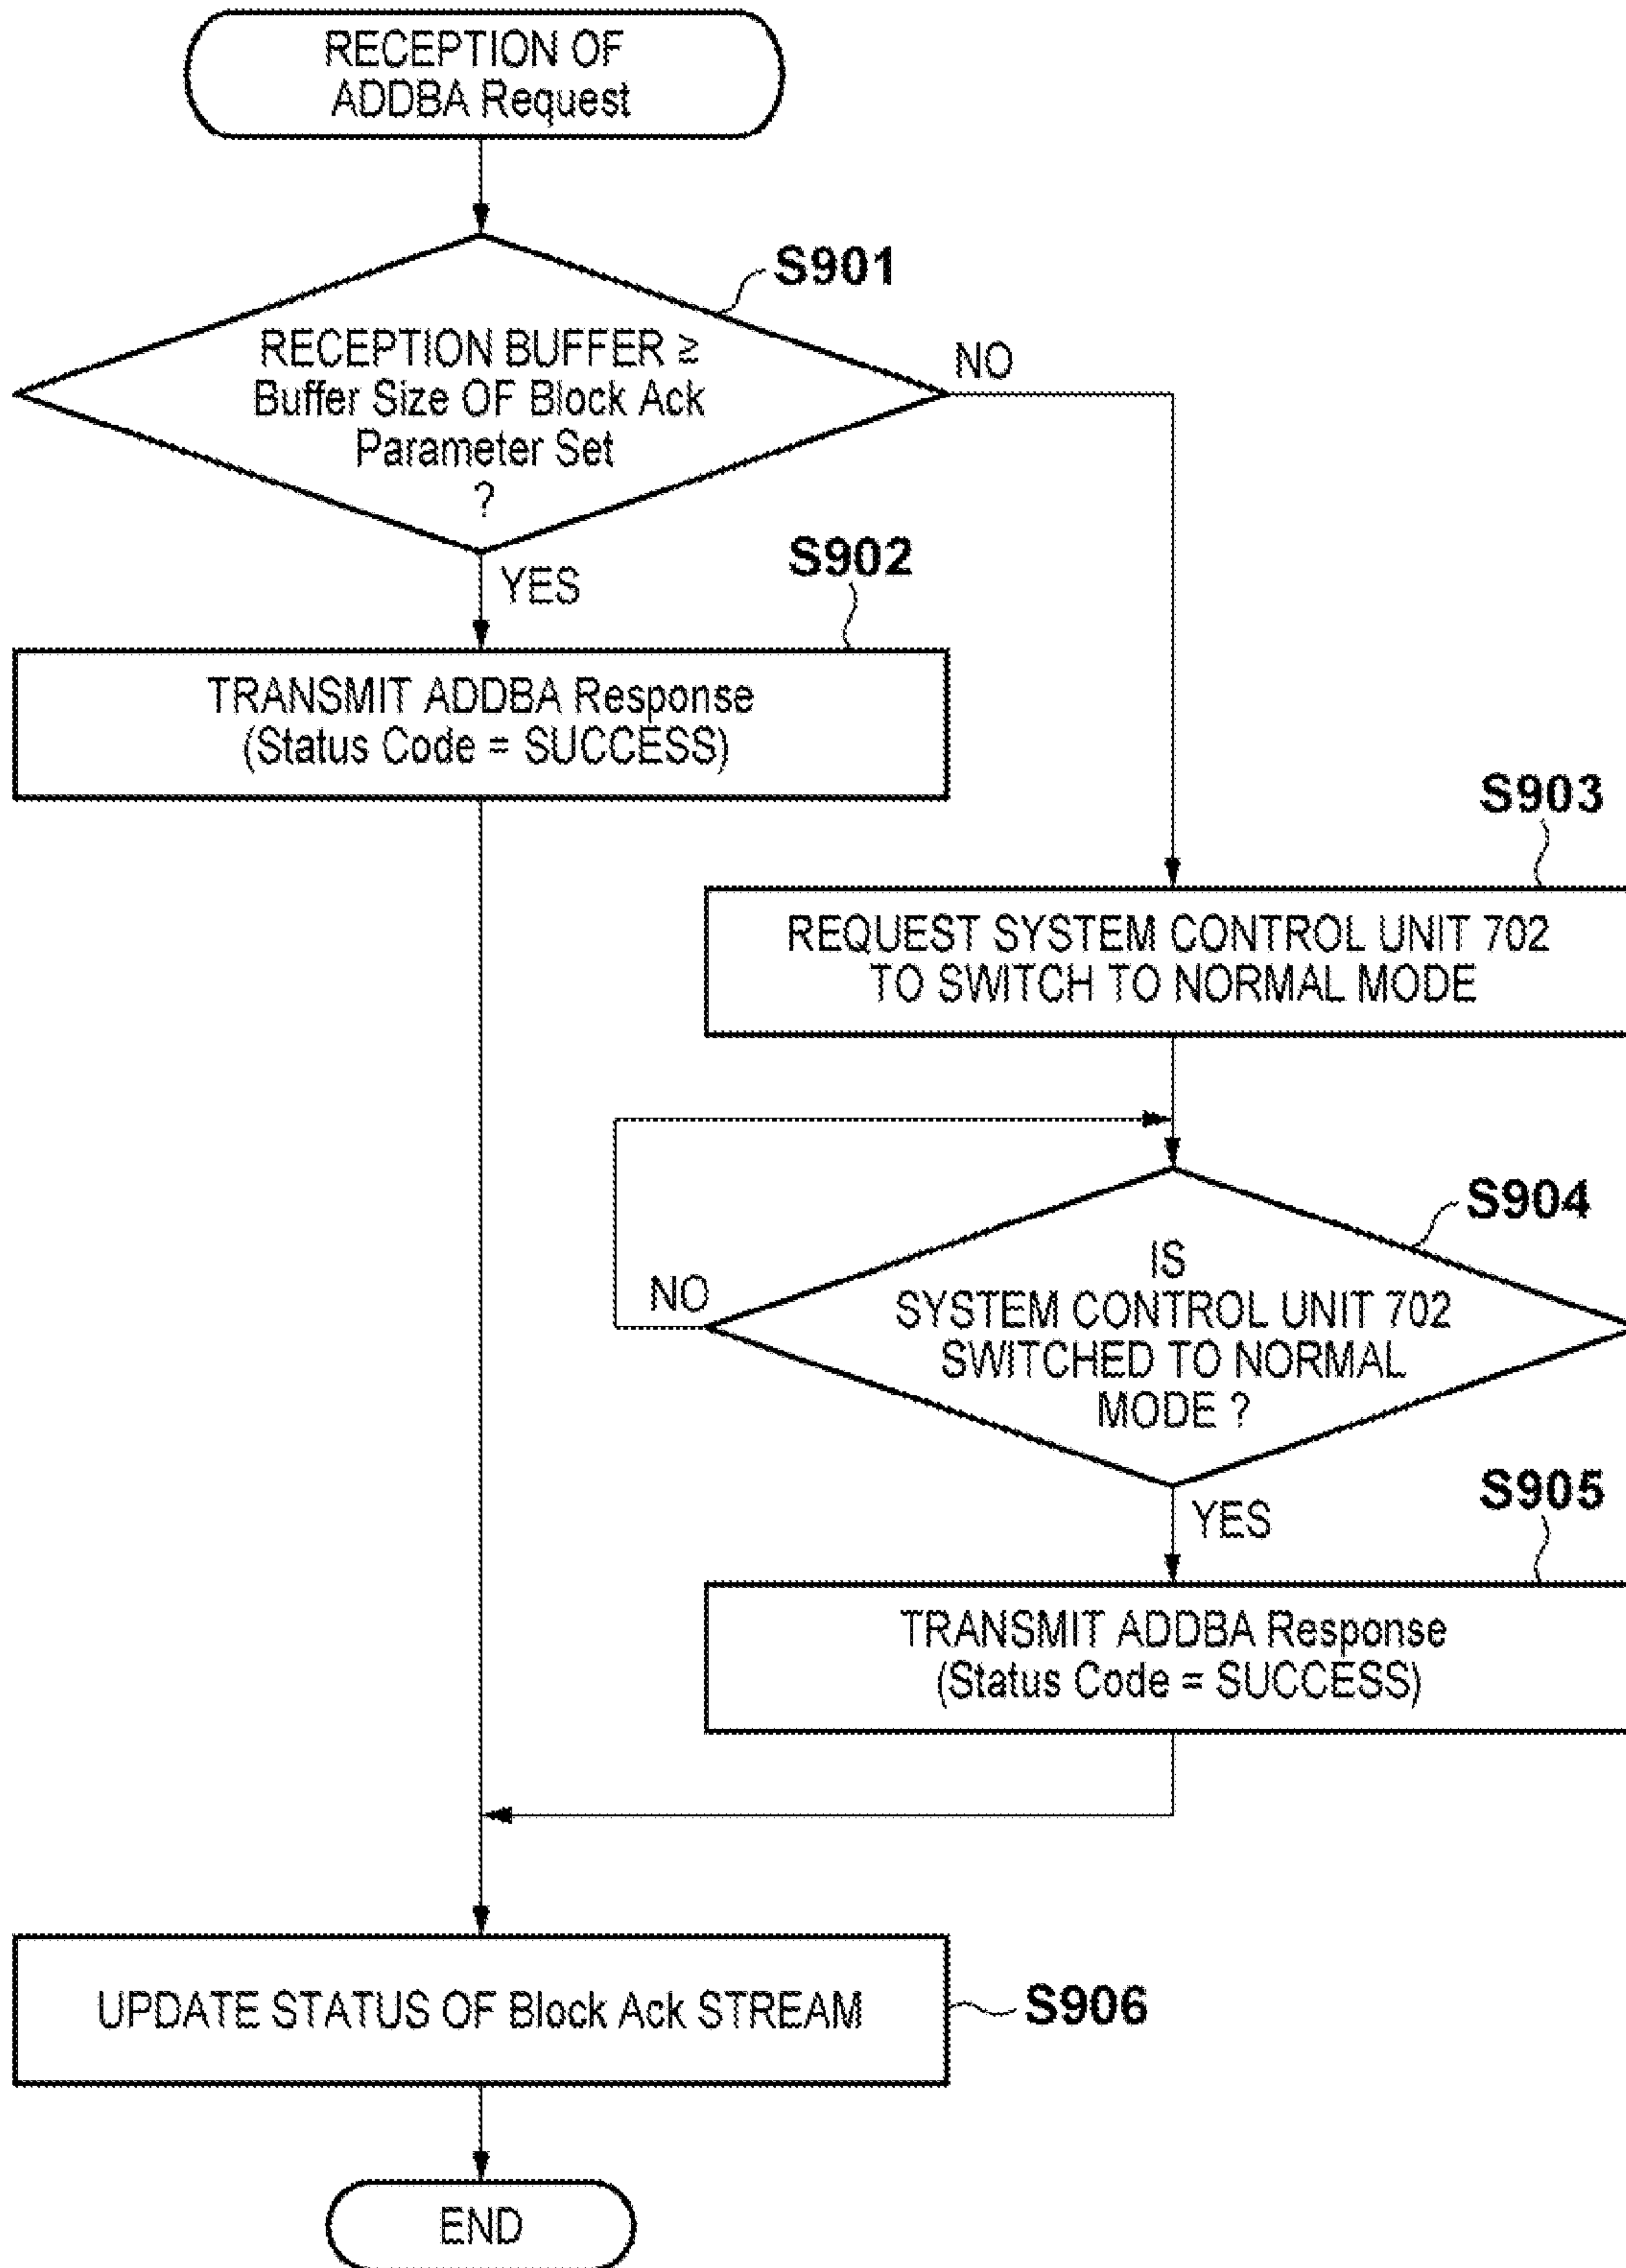 RECEPTION OF
ADDBA Request
S901
RECEPTION BUFFER ≧
Buffer Size OF Block Ack
Parameter Set
?
NO
YES
S902
TRANSMIT ADDBA Response
(Status Code = SUCCESS)
S903
REQUEST SYSTEM CONTROL UNIT 702
TO SWITCH TO NORMAL MODE
S904
IS
SYSTEM CONTROL UNIT 702
SWITCHED TO NORMAL
MODE ?
NO
YES
S905
TRANSMIT ADDBA Response
(Status Code = SUCCESS)
UPDATE STATUS OF Block Ack STREAM
S906
END